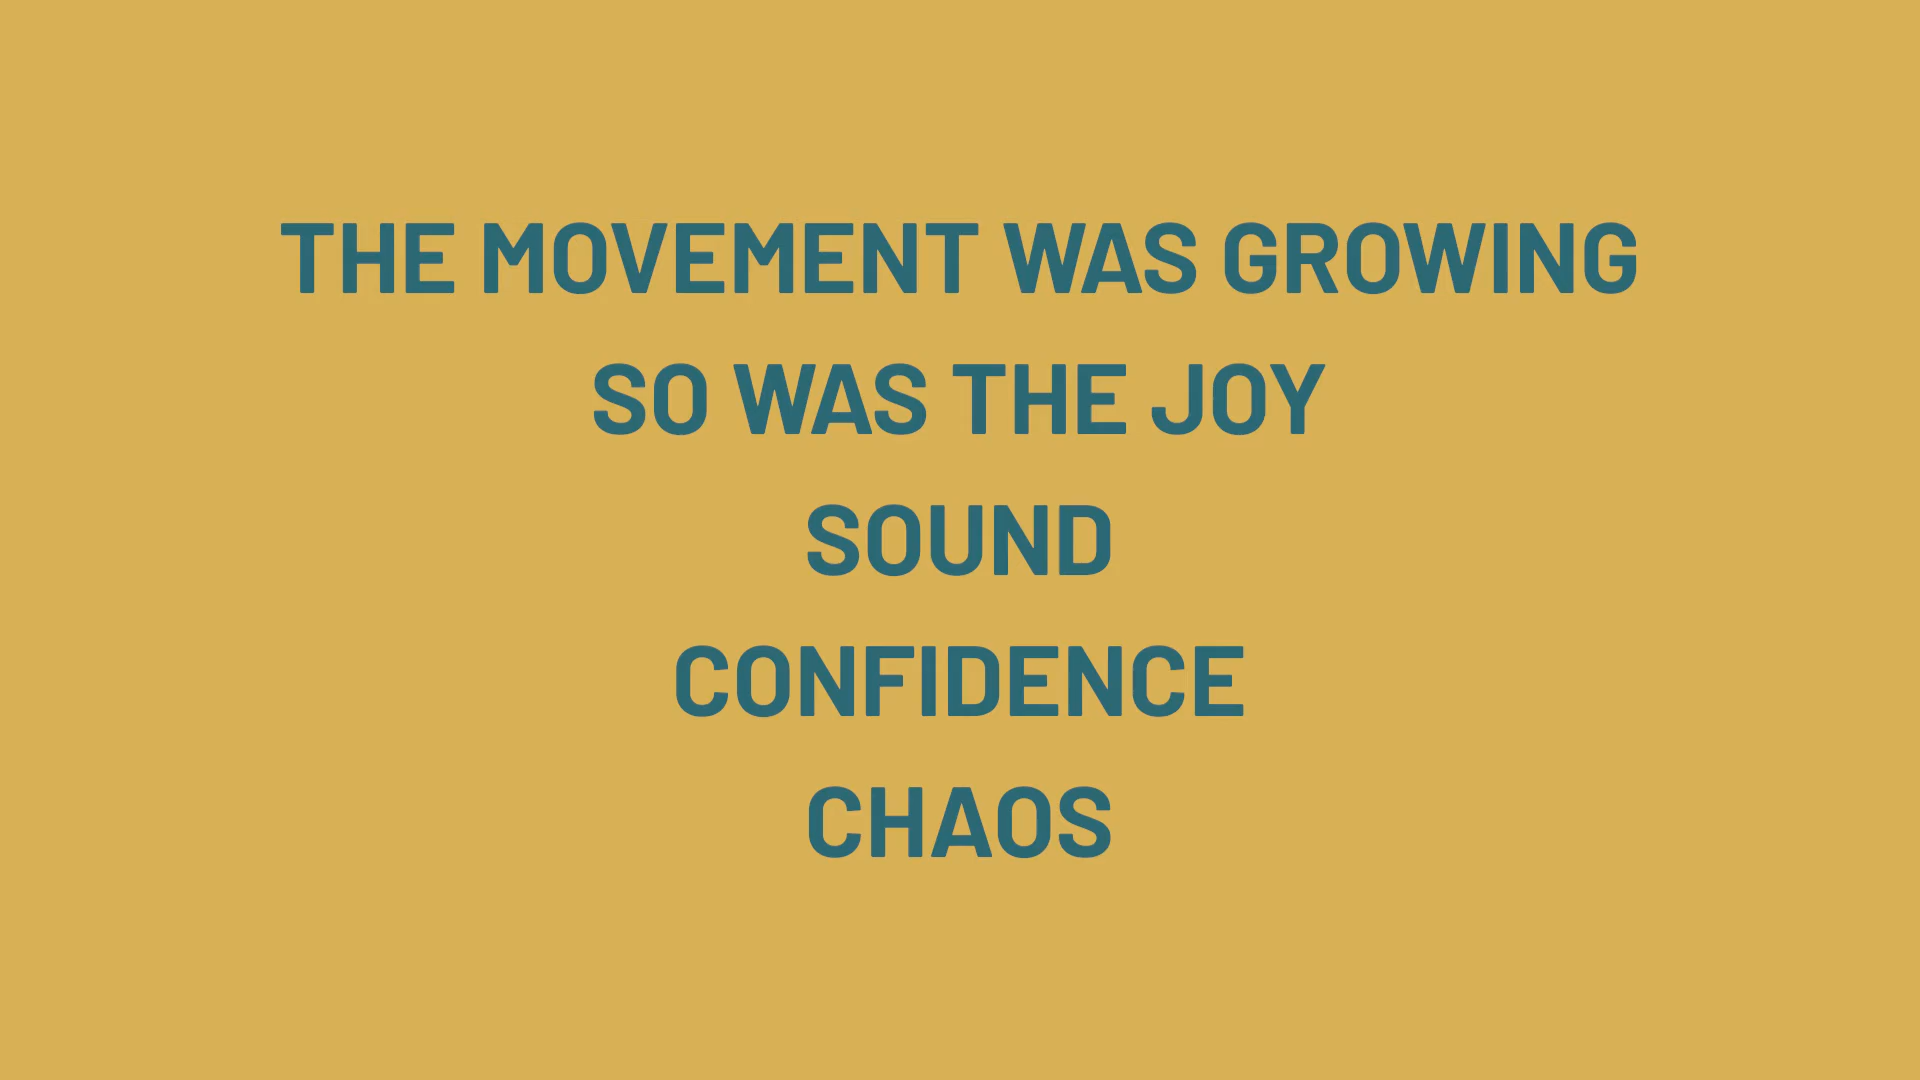 THE MOVEMENT WAS GROWING
SO WAS THE JOY
SOUND
CONFIDENCE
CHAOS